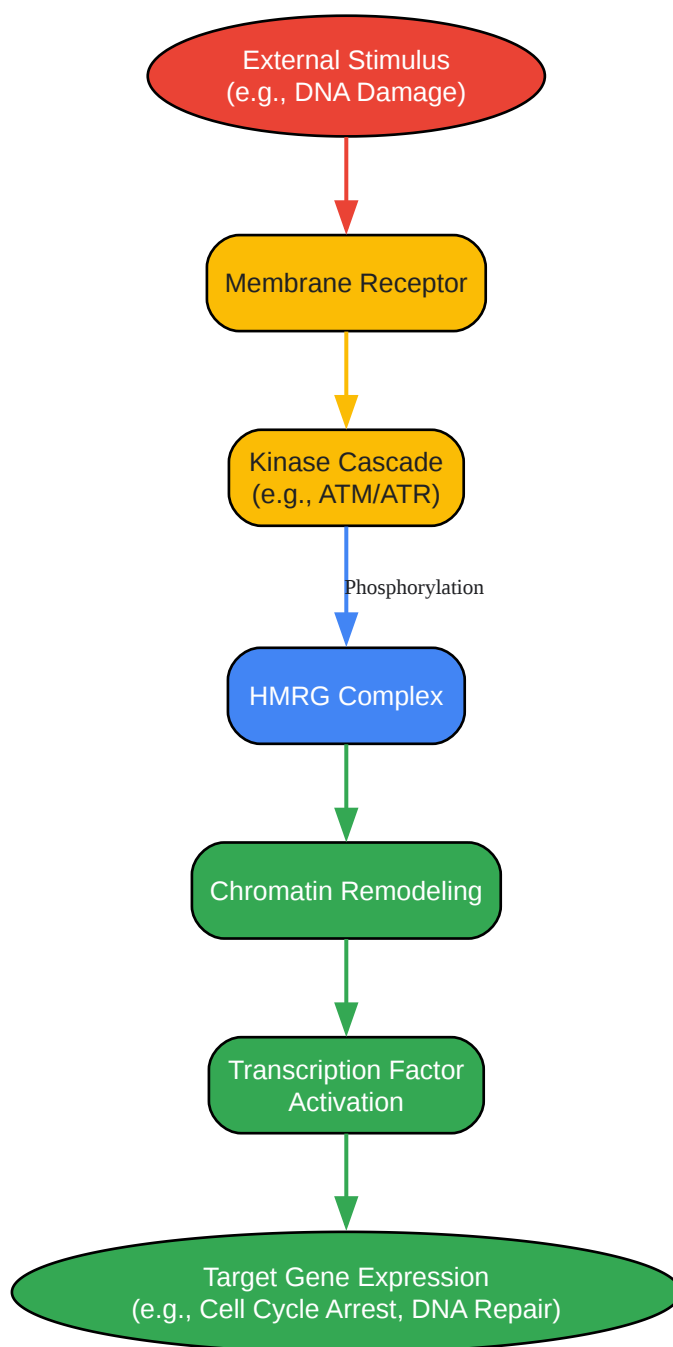 External Stimulus
(e.g., DNA Damage)
Membrane Receptor
Kinase Cascade
(e.g., ATM/ATR)
Phosphorylation
HMRG Complex
Chromatin Remodeling
Transcription Factor
Activation
Target Gene Expression
(e.g., Cell Cycle Arrest, DNA Repair)